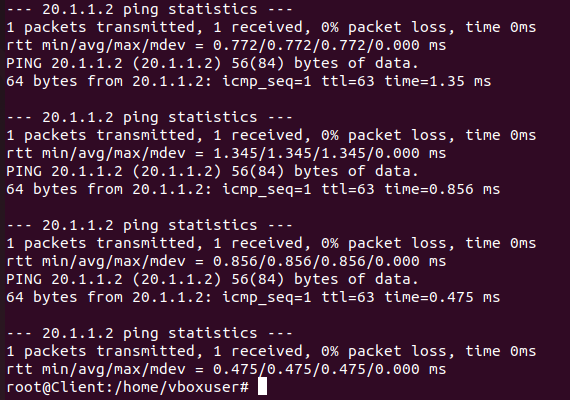 --- 20.1.1.2 ping statistics ---
1 packets transmitted, 1 received, 0% packet loss, time 0ms
rtt min/avg/max/mdev = 0.772/0.772/0.772/0.000 ms
PING 20.1.1.2 (20.1.1.2) 56(84) bytes of data.
64 bytes from 20.1.1.2: icmp_seq=1 ttl=63 time=1.35 ms

--- 20.1.1.2 ping statistics ---
1 packets transmitted, 1 received, 0% packet loss, time 0ms
rtt min/avg/max/mdev = 1.345/1.345/1.345/0.000 ms
PING 20.1.1.2 (20.1.1.2) 56(84) bytes of data.
64 bytes from 20.1.1.2: icmp_seq=1 ttl=63 time=0.856 ms

--- 20.1.1.2 ping statistics ---
1 packets transmitted, 1 received, 0% packet loss, time 0ms
rtt min/avg/max/mdev = 0.856/0.856/0.856/0.000 ms
PING 20.1.1.2 (20.1.1.2) 56(84) bytes of data.
64 bytes from 20.1.1.2: icmp_seq=1 ttl=63 time=0.475 ms

--- 20.1.1.2 ping statistics ---
1 packets transmitted, 1 received, 0% packet loss, time 0ms
rtt min/avg/max/mdev = 0.475/0.475/0.475/0.000 ms
root@Client:/home/vboxuser#